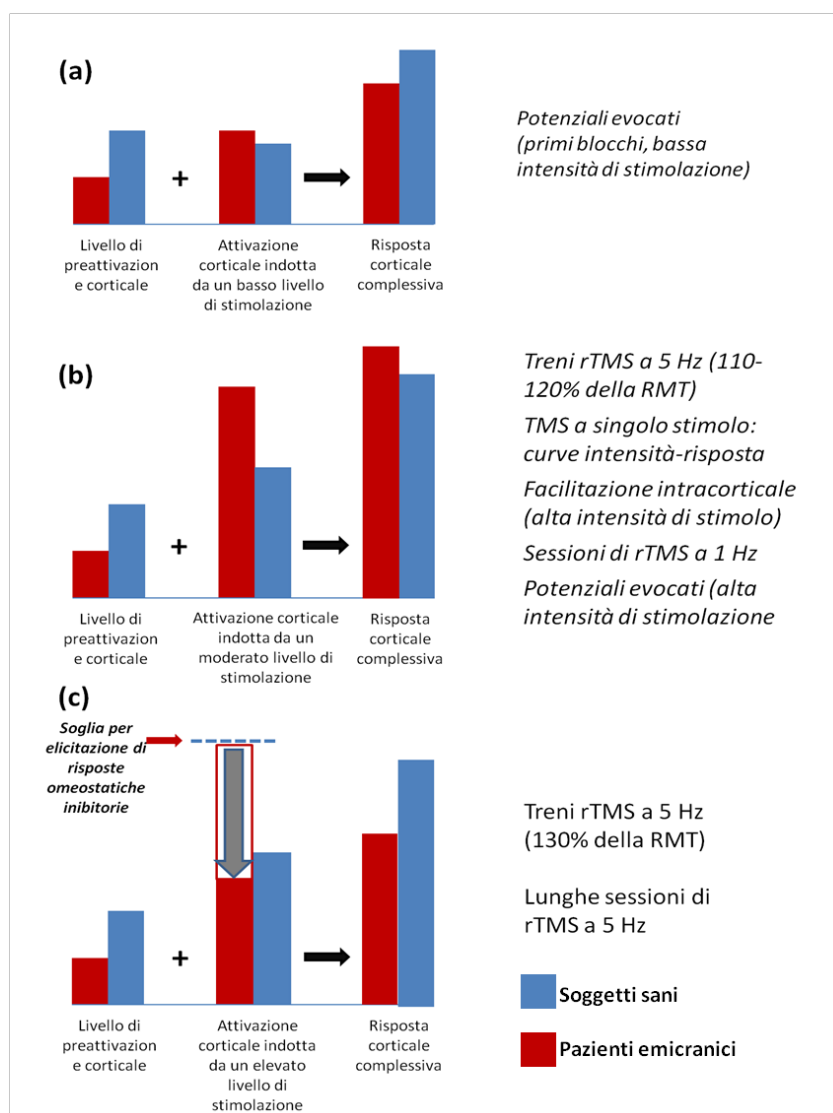 (a)
Potenziali evocati
(primi blocchi, bassa
intensità di stimolazione)
+
Livello di
preattivazion
e corticale
Attivazione
corticale indotta
da un basso livello
di stimolazione
Risposta
corticale
complessiva
(b)
Treni rTMS a 5 Hz (110-
120% della RMT)
TMS a singolo stimolo:
curve intensità-risposta
Facilitazione intracorticale
(alta intensità di stimolo)
Sessioni di rTMS a 1 Hz
Potenziali evocati (alta
intensità di stimolazione
+
Livello di
preattivazion
e corticale
Attivazione corticale
indotta da un
moderato livello di
stimolazione
Risposta
corticale
complessiva
(c)
Soglia per
elicitazione di
risposte
omeostatiche
inibitorie
Treni rTMS a 5 Hz
(130% della RMT)
Lunghe sessioni di
rTMS a 5 Hz
+
Livello di
preattivazion
e corticale
Attivazione
corticale indotta
da un elevato
livello di
stimolazione
Risposta
corticale
complessiva
Soggetti sani
Pazienti emicranici